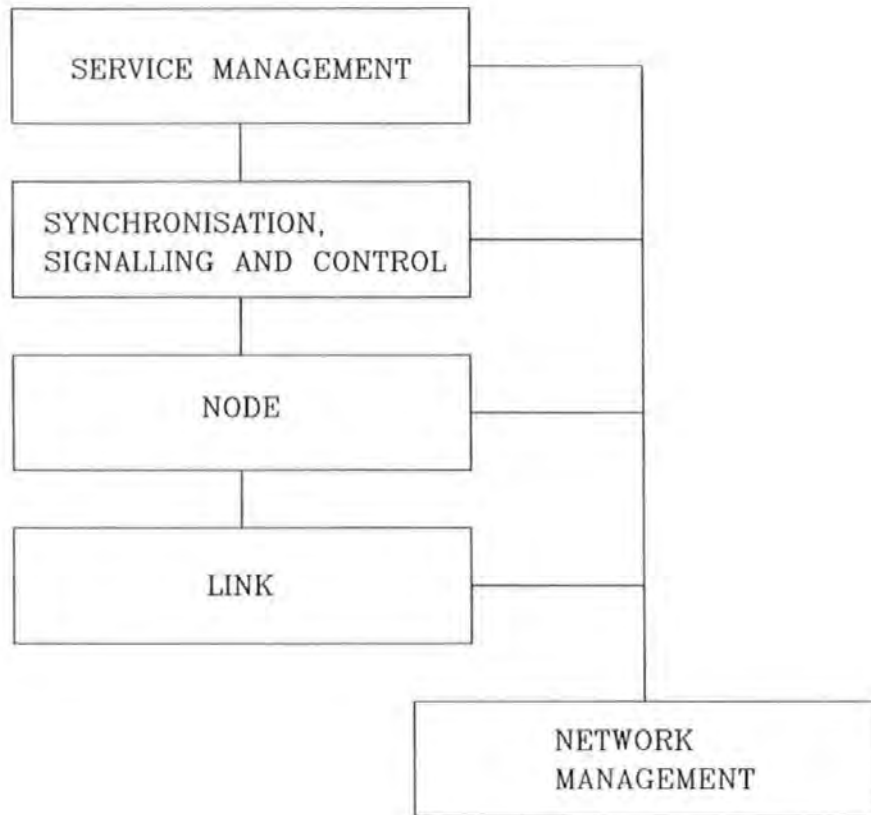 SERVICE MANAGEMENT
SYNCHRONISATION,
SIGNALLING AND CONTROL
NODE
LINK
NETWORK
MANAGEMENT